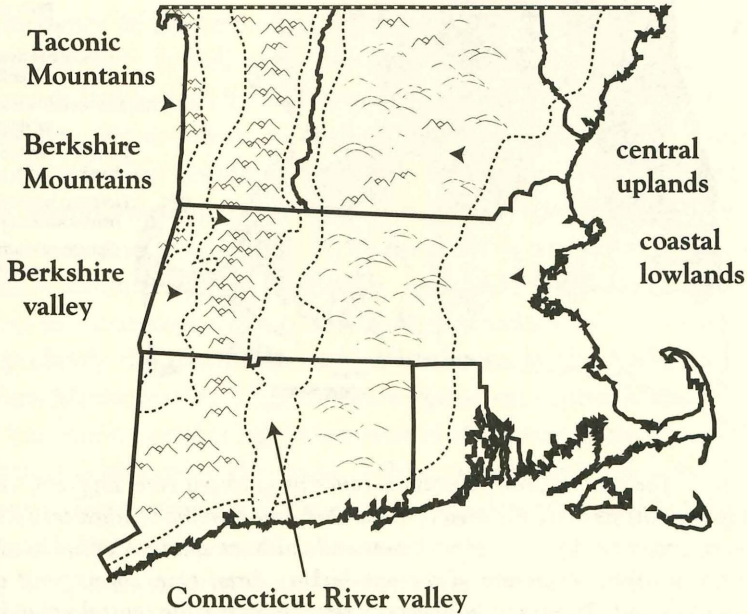 Taconic
Mountains
Berkshire
Mountains
Berkshire
valley
central
uplands
coastal
lowlands
Connecticut River valley